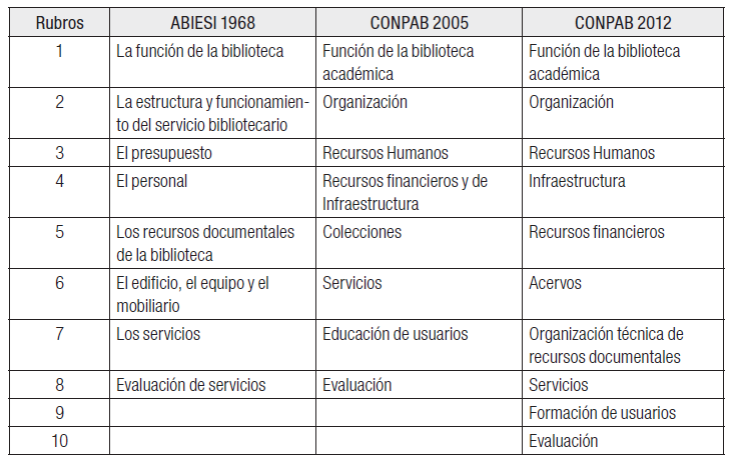 Rubros ABIESI 1968 CONPAB 2005 CONPAB 2012
1 La función de la biblioteca Función de la biblioteca Función de la biblioteca
académica académica
2 La estructura y funcionamien- Organización Organización
to del servicio bibliotecario
3 El presupuesto Recursos Humanos Recursos Humanos
4 El personal Recursos financieros y de Infraestructura
Infraestructura
5 Los recursos documentales Colecciones Recursos financieros
de la biblioteca
6 El edificio, el equipo y el Servicios Acervos
mobiliario
7 Los servicios Educación de usuarios Organización técnica de
recursos documentales
8 Evaluación de servicios Evaluación Servicios
9 Formación de usuarios
10 Evaluación